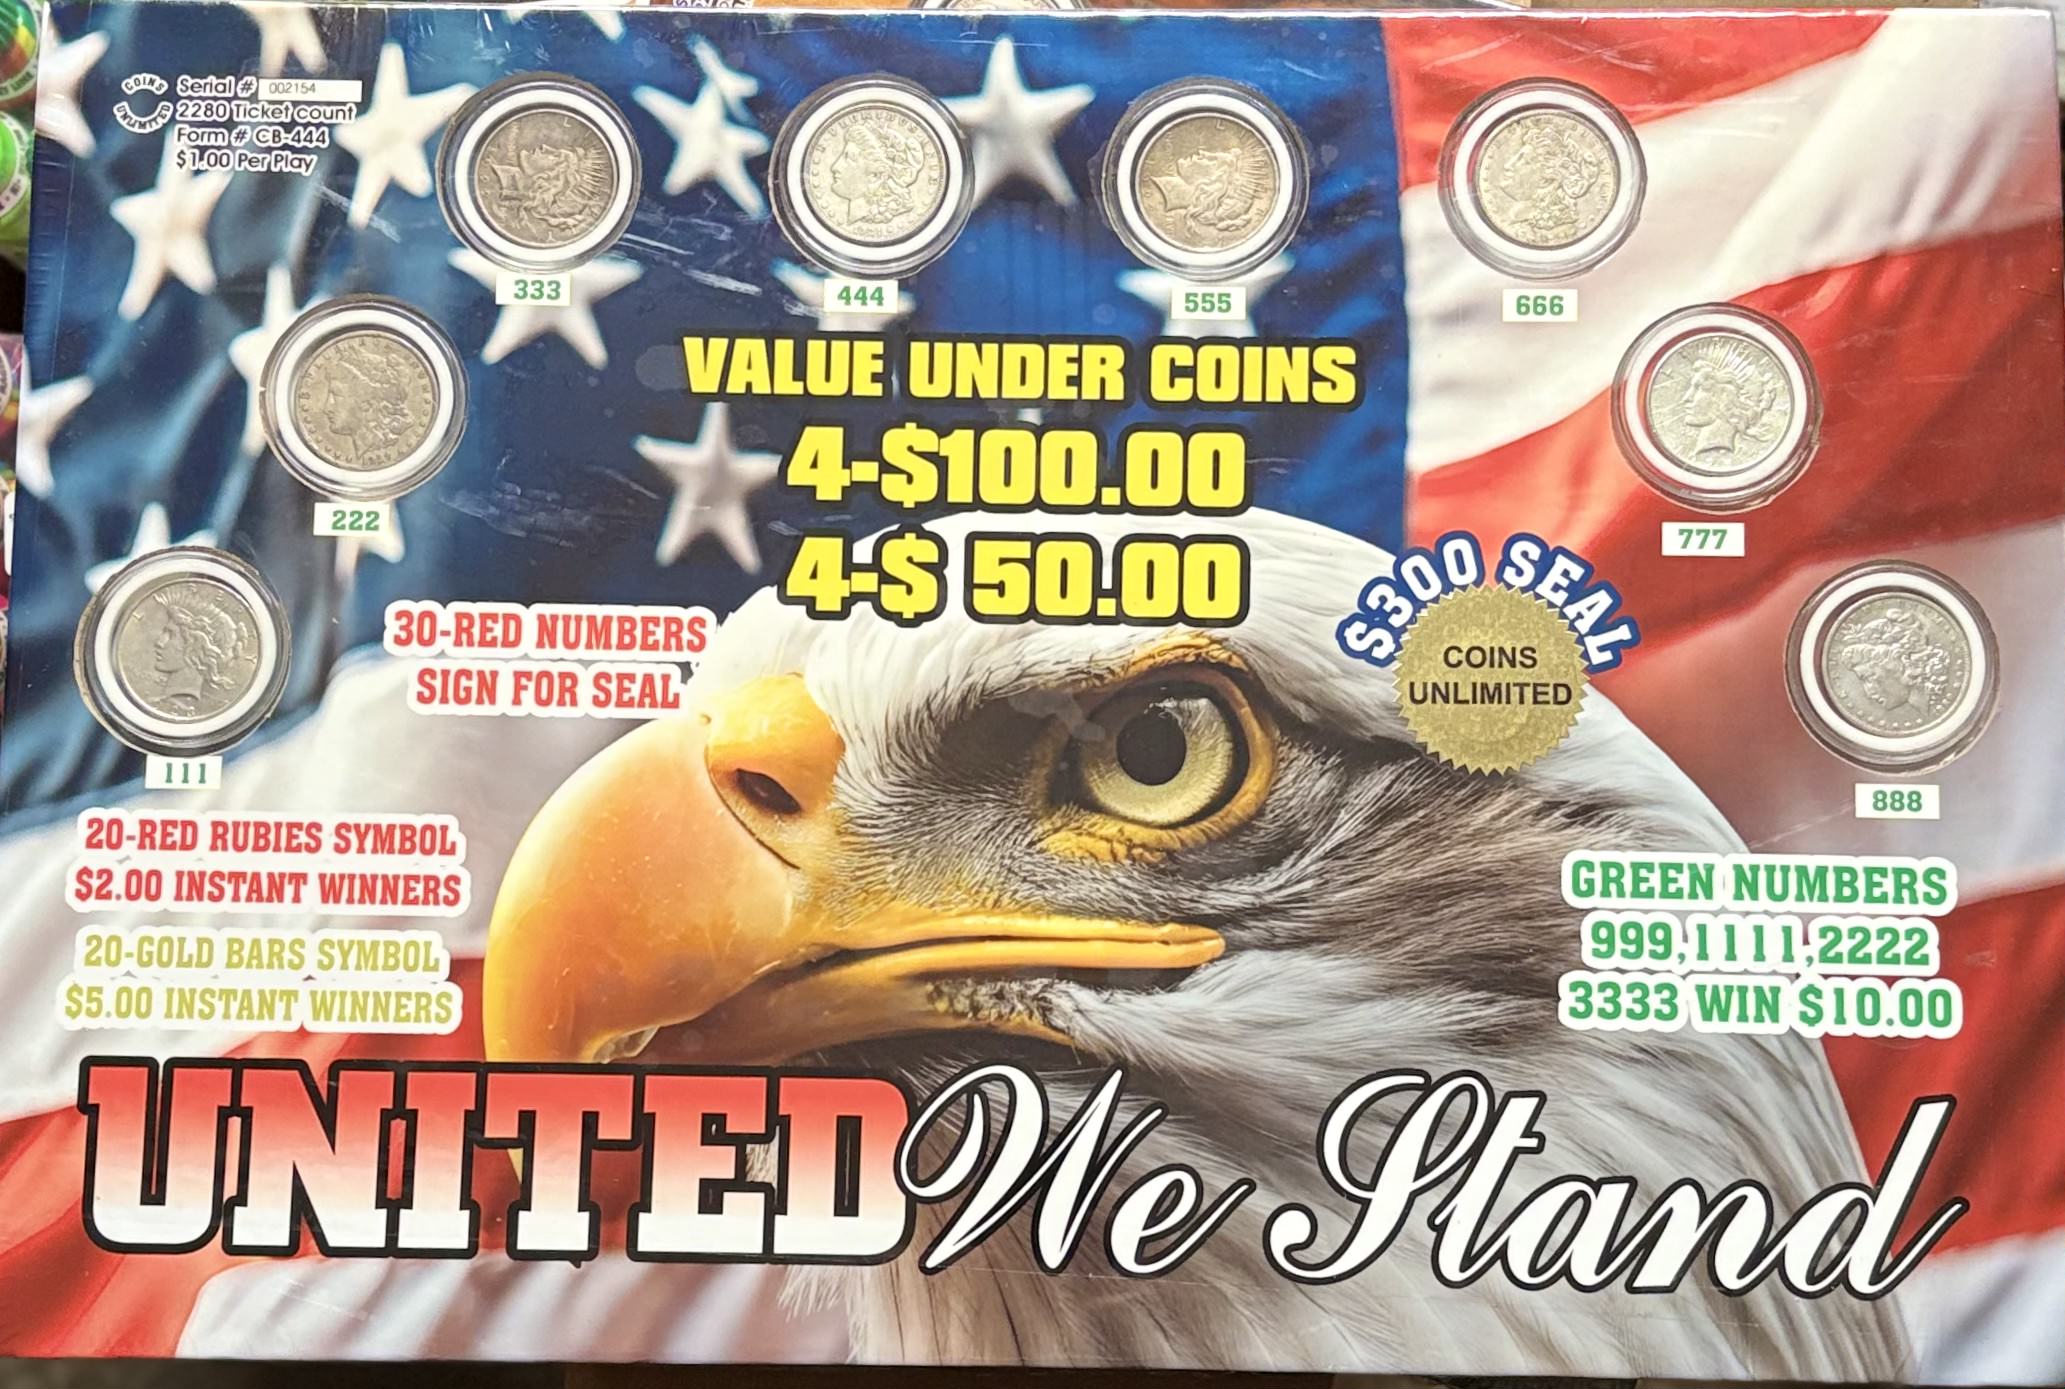 COINS UNLIMITED
Serial # 002154
2280 Ticket count
Form # CB-444
$1.00 Per Play
333
444
555
666
VALUE UNDER COINS
4-$100.00
4-$ 50.00
222
777
$300 SEAL
COINS
UNLIMITED
30-RED NUMBERS
SIGN FOR SEAL
111
888
20-RED RUBIES SYMBOL
$2.00 INSTANT WINNERS
20-GOLD BARS SYMBOL
$5.00 INSTANT WINNERS
GREEN NUMBERS
999,1111,2222
3333 WIN $10.00
UNITED We Stand